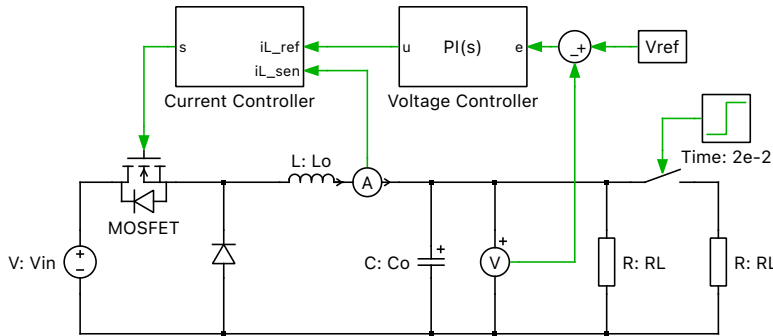 s
iL_ref
iL_sen
Current Controller
u
PI(s)
e
Voltage Controller
−+
Vref
Time: 2e-2
L: Lo
A
MOSFET
V: Vin
+
−
C: Co
+
V
+
R: RL
R: RL